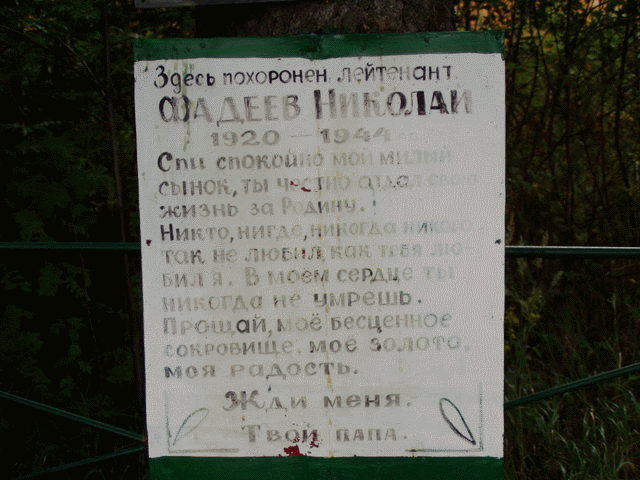 Здесь похоронен лейтенант
Фадеев Николай
1920 — 1944
Спи спокойно мой милый
сынок, ты честно отдал свою
жизнь за Родину.
Никто, нигде, никогда никого
так не любил, как тебя лю-
бил я. В моём сердце ты
никогда не умрешь.
Прощай, моё бесценное
сокровище, моё золото,
моя радость.
Жди меня.
Твой папа.